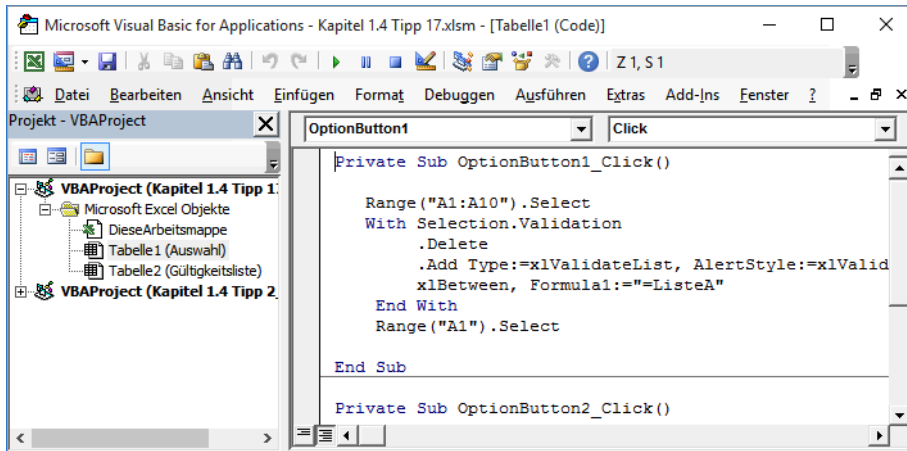 Microsoft Visual Basic for Applications - Kapitel 1.4 Tipp 17.xlsm - [Tabelle1 (Code)]
Z 1, S 1
Datei Bearbeiten Ansicht Einfügen Format Debuggen Ausführen Extras Add-Ins Fenster ?
Projekt - VBAProject
VBAProject (Kapitel 1.4 Tipp 1
Microsoft Excel Objekte
DieseArbeitsmappe
Tabelle1 (Auswahl)
Tabelle2 (Gültigkeitsliste)
VBAProject (Kapitel 1.4 Tipp 2
OptionButton1 Click
Private Sub OptionButton1_Click()
Range("A1:A10").Select
With Selection.Validation
.Delete
.Add Type:=xlValidateList, AlertStyle:=xlValid
xlBetween, Formula1:="=ListeA"
End With
Range("A1").Select
End Sub
Private Sub OptionButton2_Click()